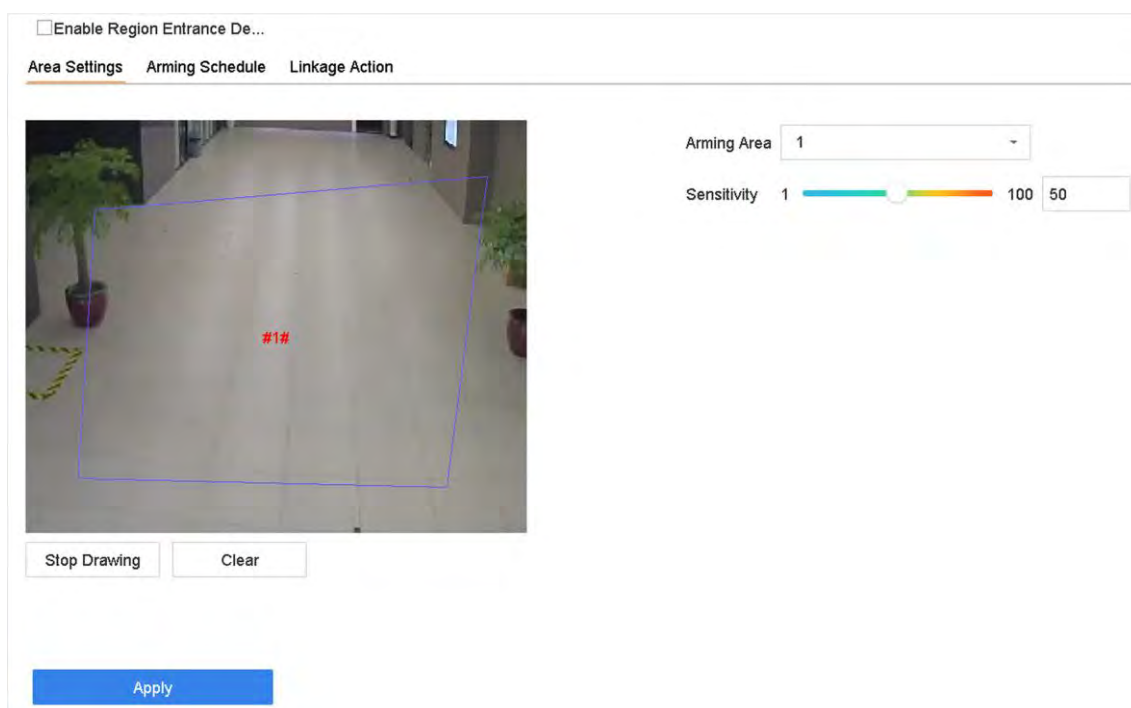 Enable Region Entrance De...
Area Settings Arming Schedule Linkage Action
Arming Area 1
Sensitivity 1 100 50
#1#
Stop Drawing Clear
Apply